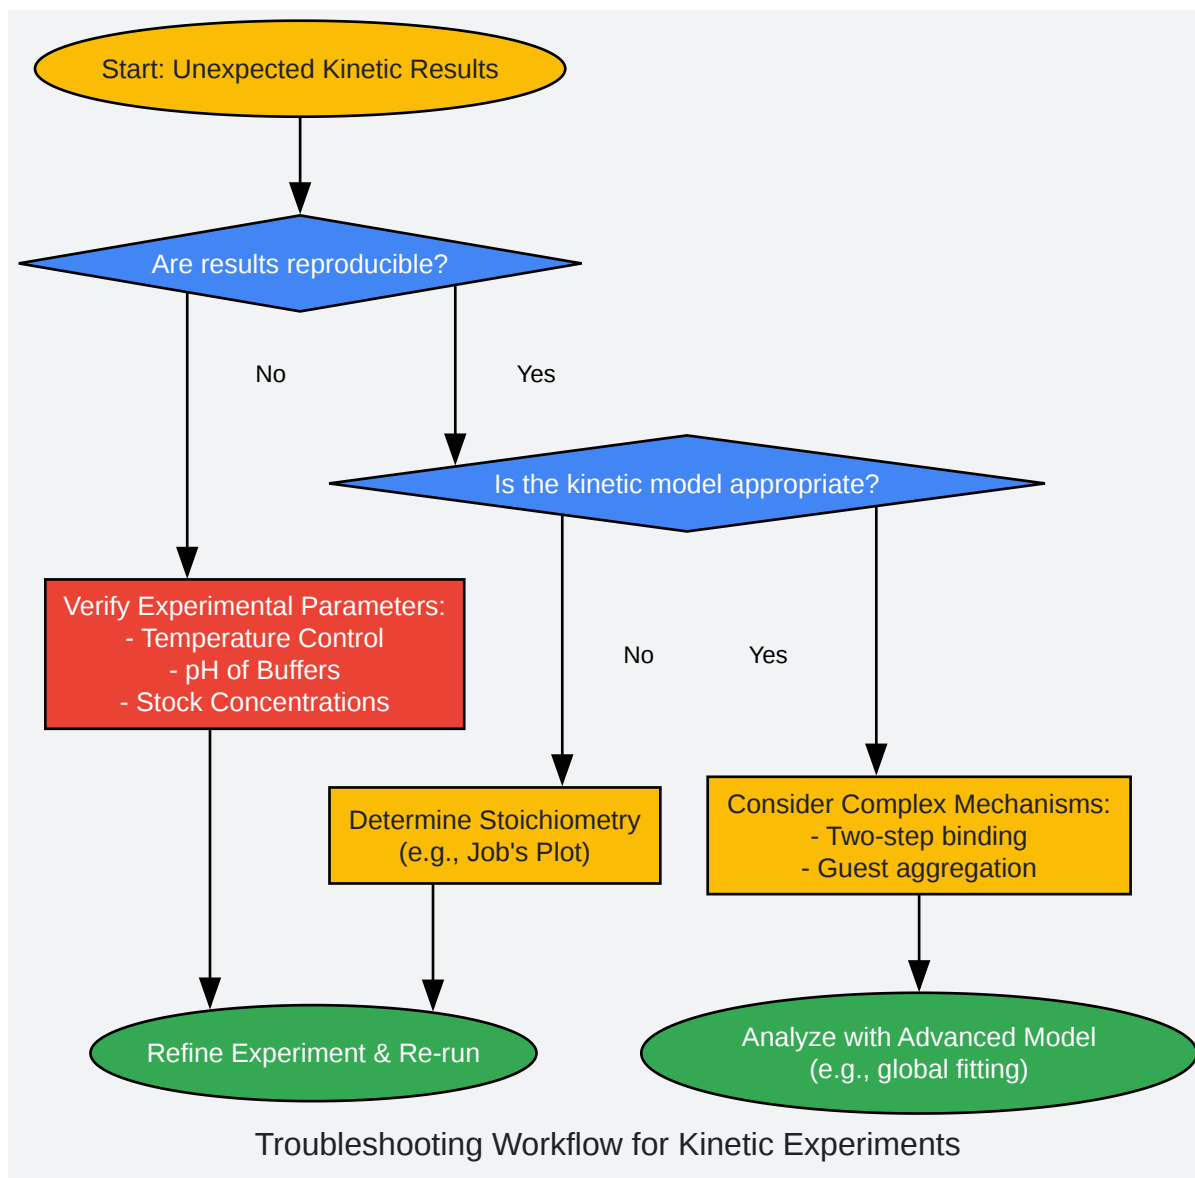 Start: Unexpected Kinetic Results
Are results reproducible?
No
Yes
Is the kinetic model appropriate?
Verify Experimental Parameters:
- Temperature Control
- pH of Buffers
- Stock Concentrations
No
Yes
Determine Stoichiometry
(e.g., Job's Plot)
Consider Complex Mechanisms:
- Two-step binding
- Guest aggregation
Refine Experiment & Re-run
Analyze with Advanced Model
(e.g., global fitting)
Troubleshooting Workflow for Kinetic Experiments